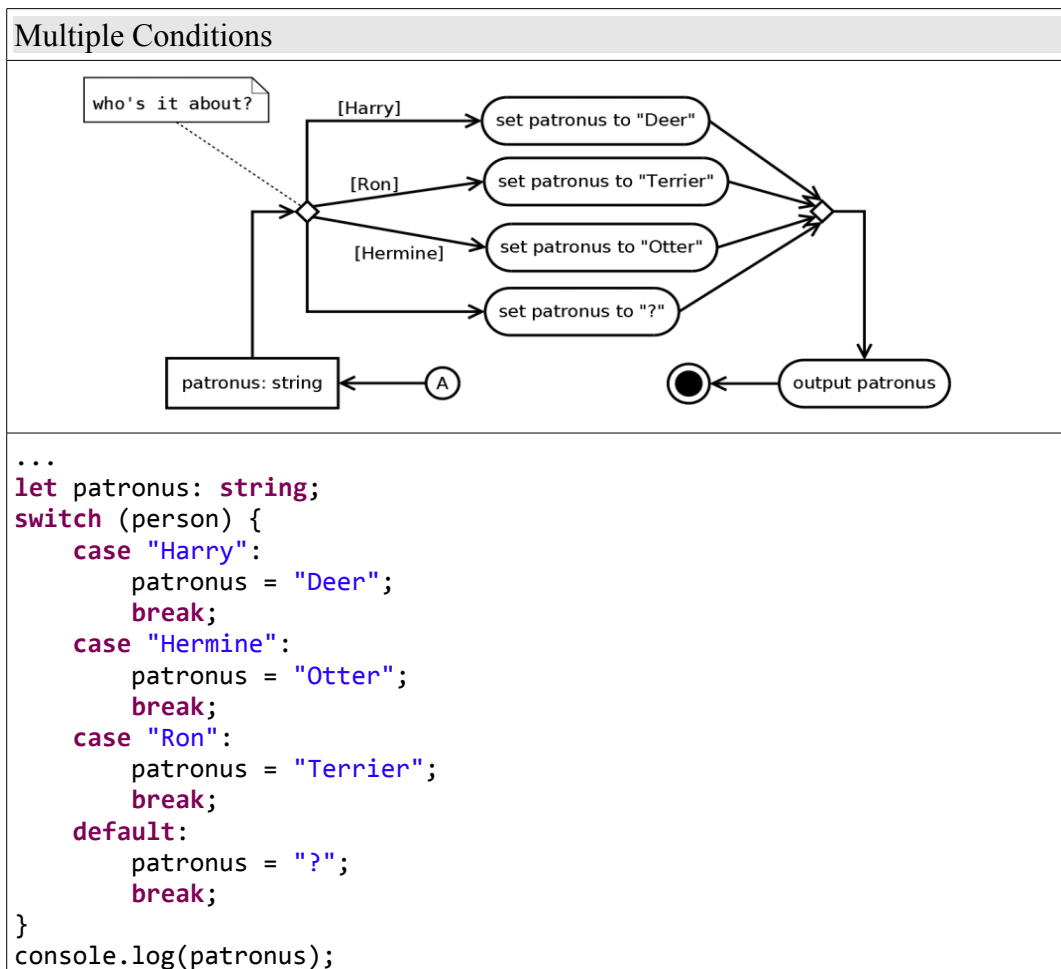 Multiple Conditions
who's it about?
[Harry]
set patronus to "Deer"
[Ron]
set patronus to "Terrier"
[Hermine]
set patronus to "Otter"
set patronus to "?"
patronus: string
A
output patronus
...
let patronus: string;
switch (person) {
    case "Harry":
        patronus = "Deer";
        break;
    case "Hermine":
        patronus = "Otter";
        break;
    case "Ron":
        patronus = "Terrier";
        break;
    default:
        patronus = "?";
        break;
}
console.log(patronus);